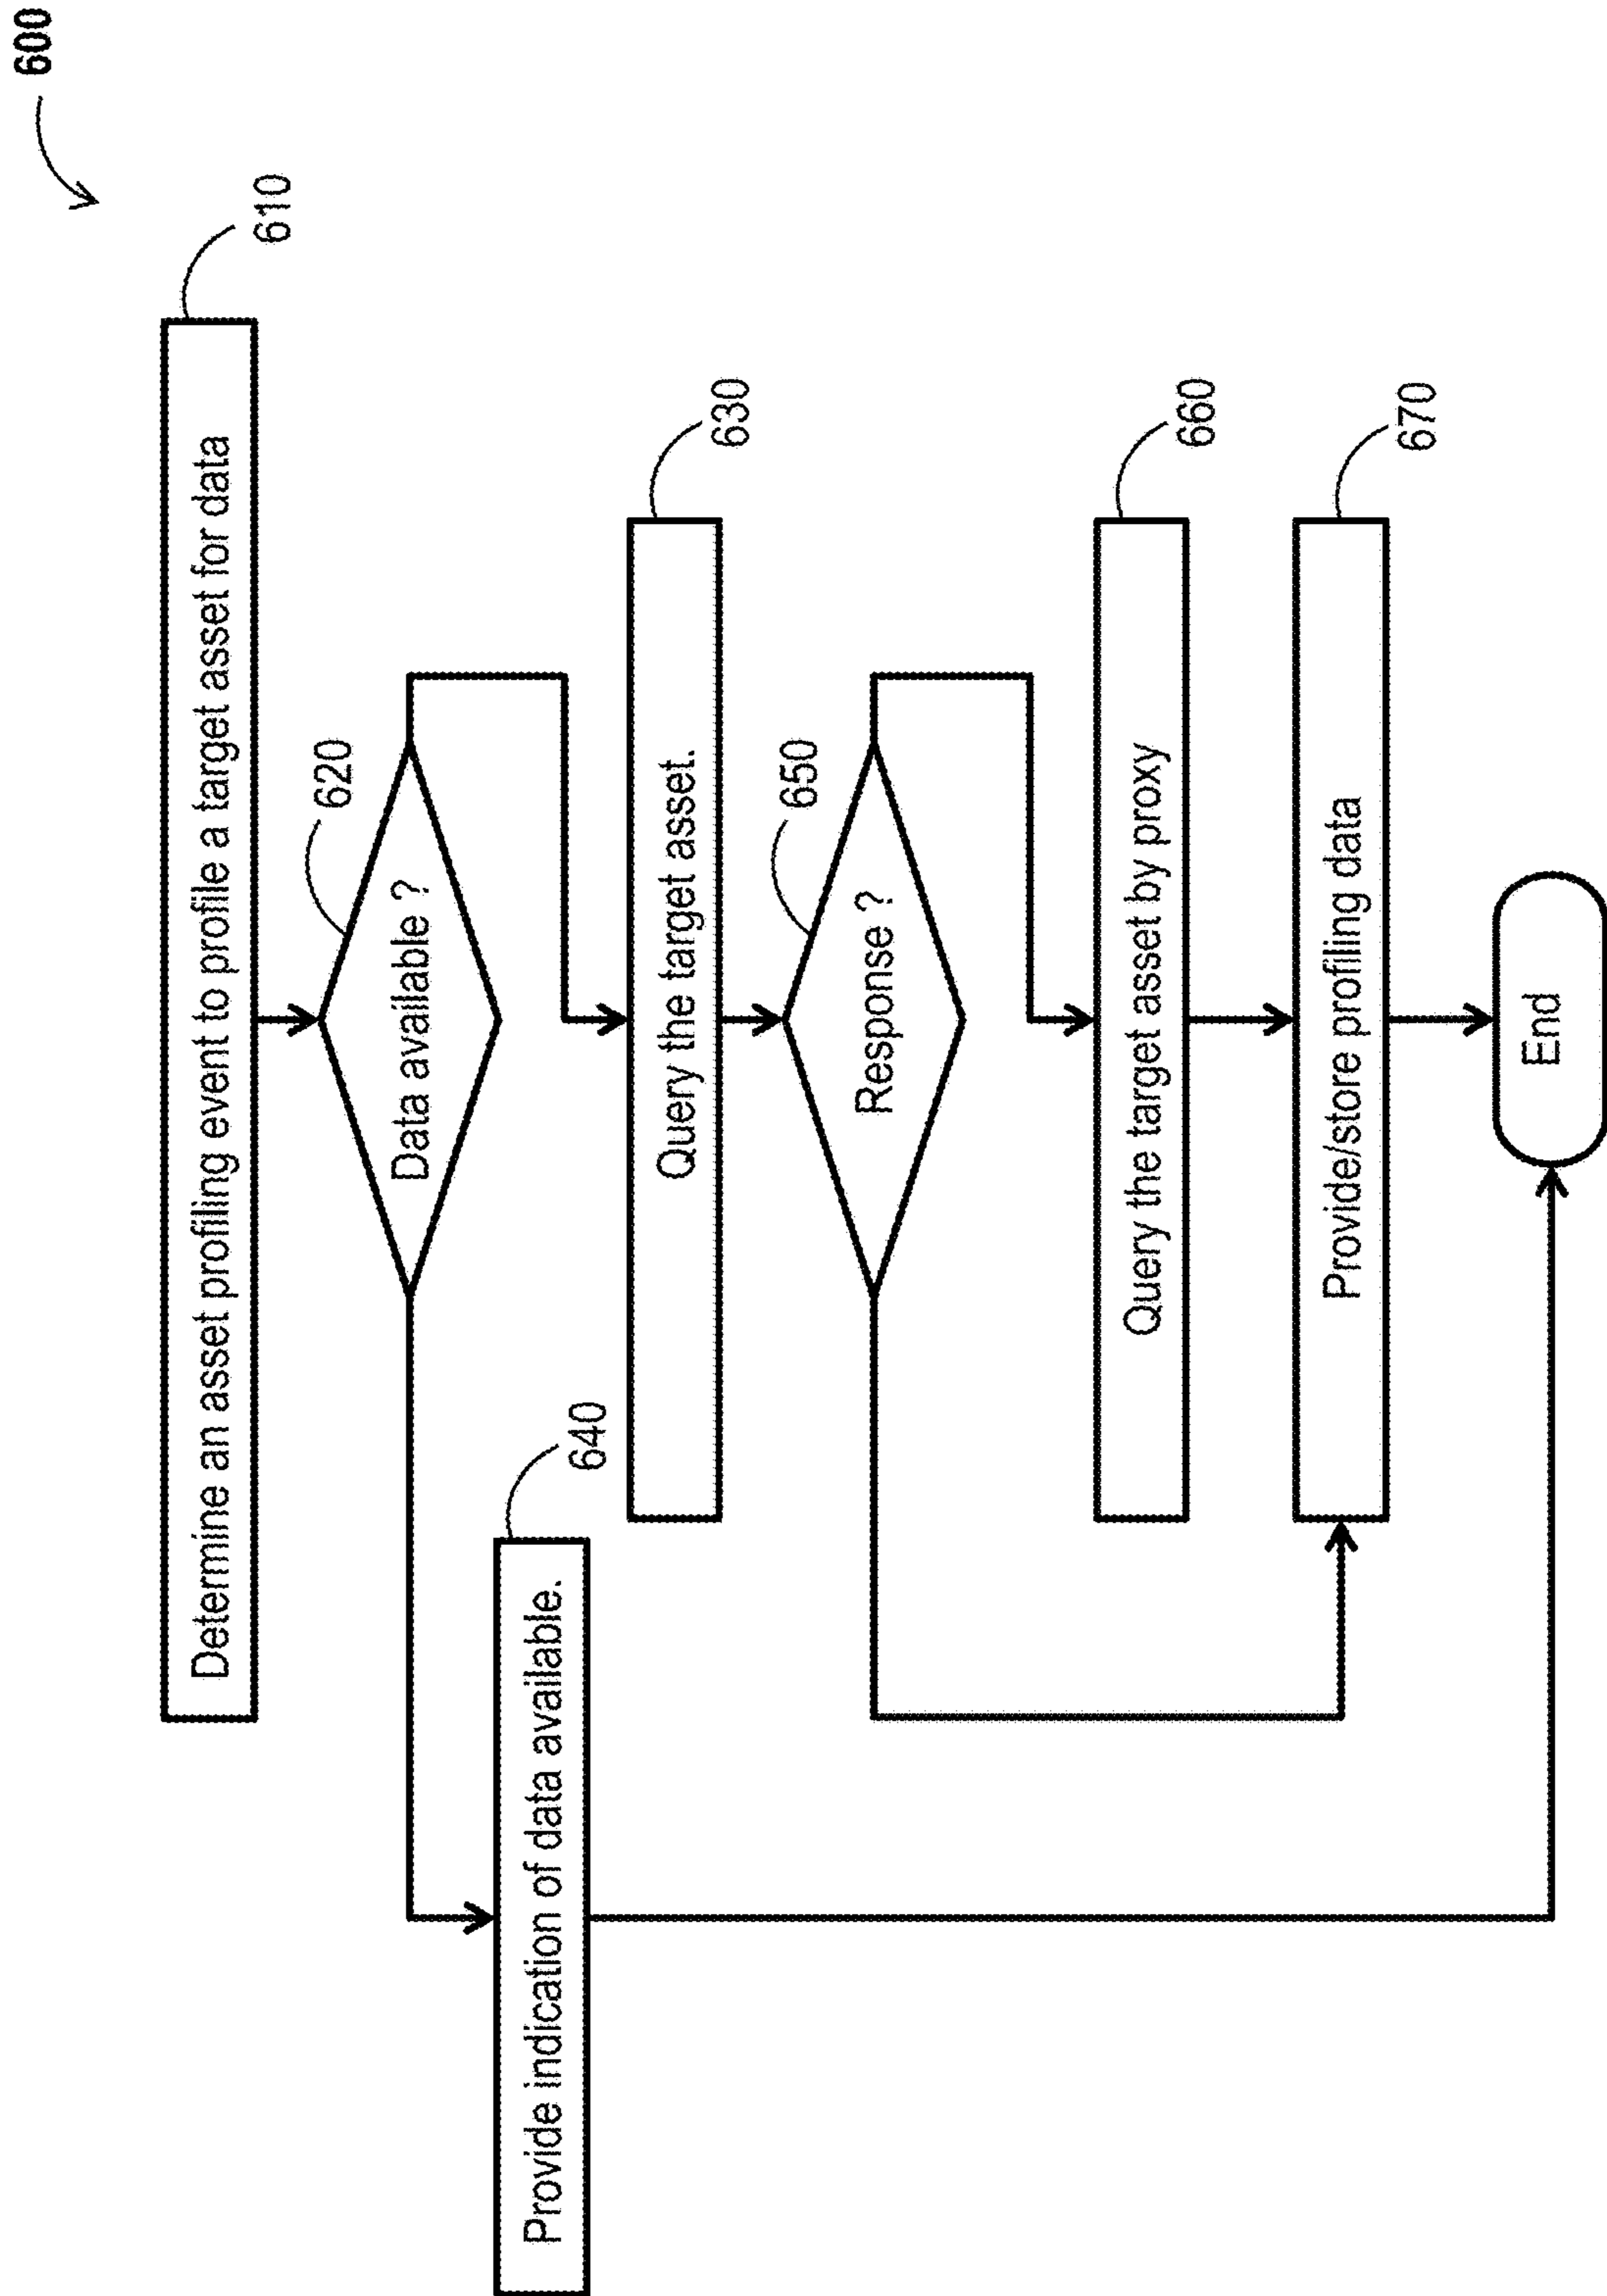 600
Determine an asset profiling event to profile a target asset for data
610
Data available ?
620
Provide indication of data available.
640
Query the target asset.
630
Response ?
650
Query the target asset by proxy
660
Provide/store profiling data
670
End